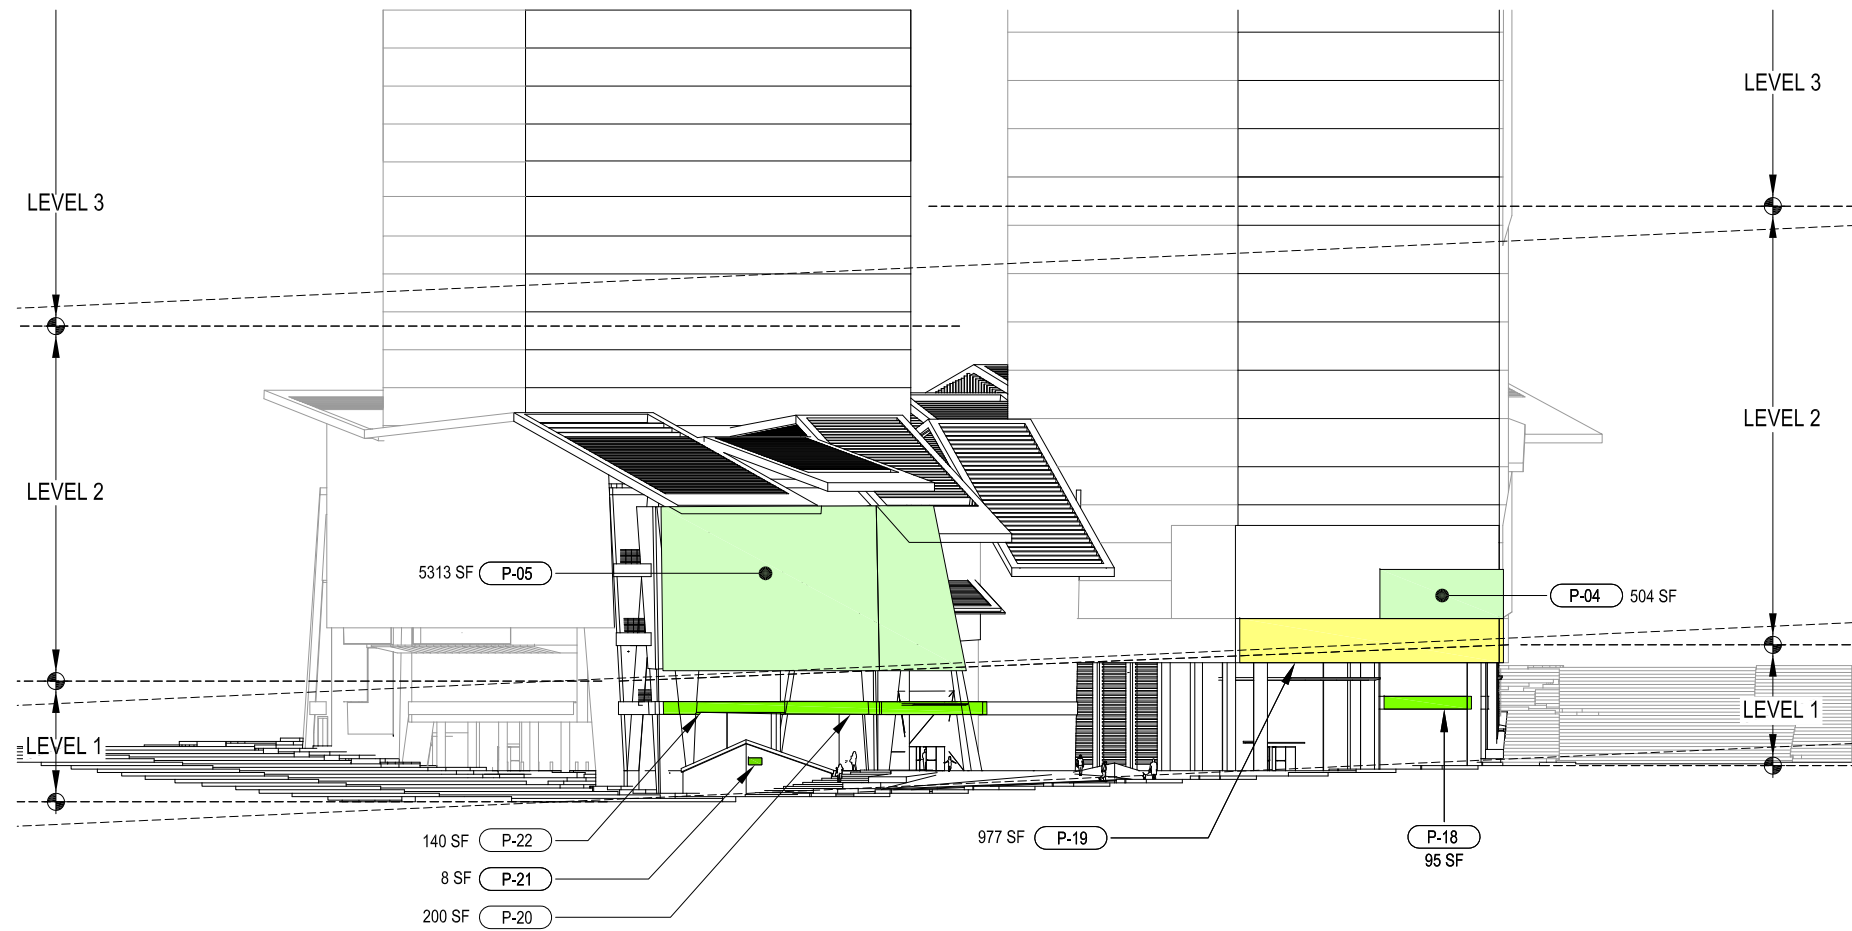 LEVEL 3
LEVEL 3
LEVEL 2
LEVEL 2
5313 SF P-05
P-04 504 SF
LEVEL 1
LEVEL 1
140 SF P-22
977 SF P-19
P-18
95 SF
8 SF P-21
200 SF P-20